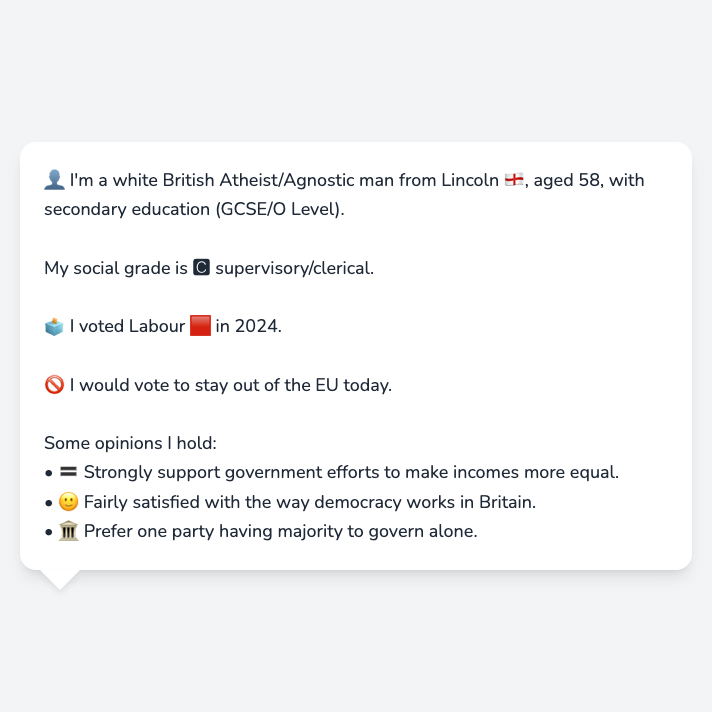 👤 I'm a white British Atheist/Agnostic man from Lincoln 🏴󠁧󠁢󠁥󠁮󠁧󠁿, aged 58, with
secondary education (GCSE/O Level).
My social grade is 🅲 supervisory/clerical.
🗳️ I voted Labour 🟥 in 2024.
🚫 I would vote to stay out of the EU today.
Some opinions I hold:
• 🟰 Strongly support government efforts to make incomes more equal.
• 🙂 Fairly satisfied with the way democracy works in Britain.
• 🏛️ Prefer one party having majority to govern alone.